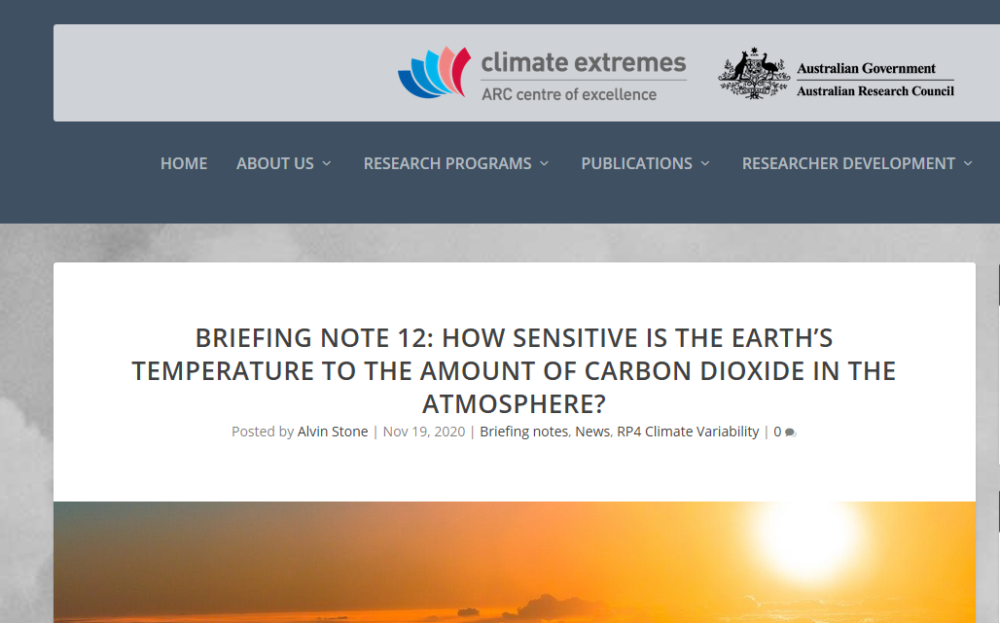 climate extremes
ARC centre of excellence
Australian Government
Australian Research Council
HOME ABOUT US RESEARCH PROGRAMS PUBLICATIONS RESEARCHER DEVELOPMENT
BRIEFING NOTE 12: HOW SENSITIVE IS THE EARTH’S
TEMPERATURE TO THE AMOUNT OF CARBON DIOXIDE IN THE
ATMOSPHERE?
Posted by Alvin Stone | Nov 19, 2020 | Briefing notes, News, RP4 Climate Variability | 0